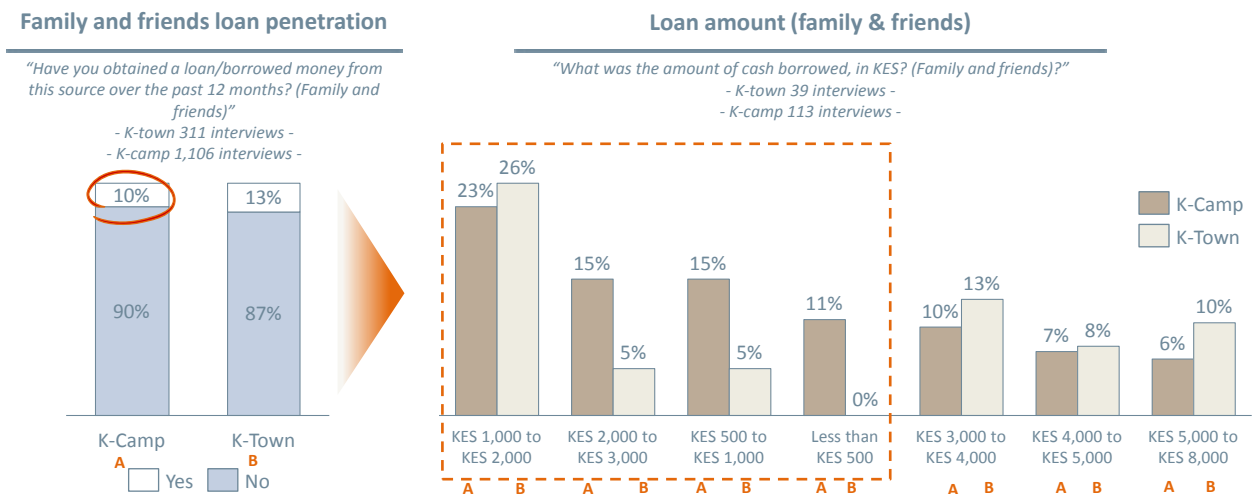 Family and friends loan penetration
“Have you obtained a loan/borrowed money from
this source over the past 12 months? (Family and
friends)”
- K-town 311 interviews -
- K-camp 1,106 interviews -
10%
13%
90%
87%
K-Camp
K-Town
A
B
Yes
No
Loan amount (family & friends)
“What was the amount of cash borrowed, in KES? (Family and friends)?”
- K-town 39 interviews -
- K-camp 113 interviews -
K-Camp
K-Town
23%
26%
15%
5%
15%
5%
11%
0%
10%
13%
7%
8%
6%
10%
KES 1,000 to
KES 2,000
KES 2,000 to
KES 3,000
KES 500 to
KES 1,000
Less than
KES 500
KES 3,000 to
KES 4,000
KES 4,000 to
KES 5,000
KES 5,000 to
KES 8,000
A
B
A
B
A
B
A
B
A
B
A
B
A
B